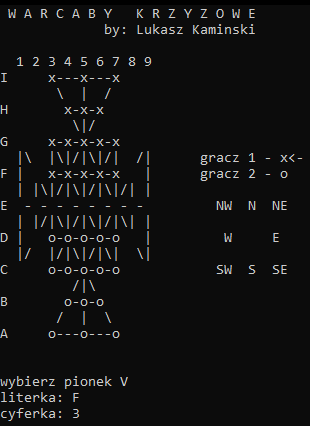 W A R C A B Y   K R Z Y Z O W E
            by: Lukasz Kaminski

  1 2 3 4 5 6 7 8 9
I     x---x---x
       \  |  /
H       x-x-x
         \|/
G     x-x-x-x-x
  |\  |\|/|\|/|  /|      gracz 1 - x<-
F |   x-x-x-x-x   |      gracz 2 - o
  | |\|/|\|/|\|/| |
E  - - - - - - - -         NW  N  NE
  | |/|\|/|\|/|\| |
D |   o-o-o-o-o   |         W     E
  |/  |/|\|/|\|  \|
C     o-o-o-o-o            SW  S  SE
         /|\
B       o-o-o
       /  |  \
A     o---o---o

wybierz pionek V
literka: F
cyferka: 3